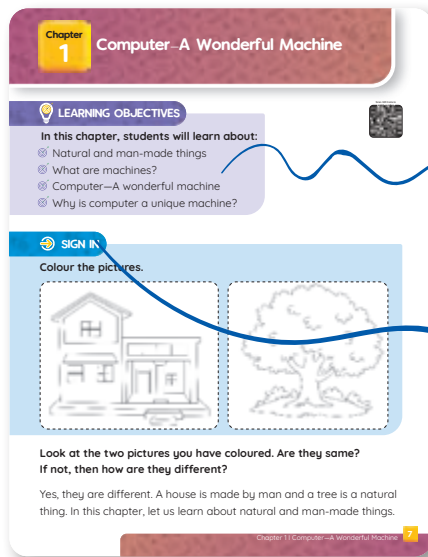 Chapter
1
Computer–A Wonderful Machine
LEARNING OBJECTIVES
In this chapter, students will learn about:
Natural and man-made things
What are machines?
Computer—A wonderful machine
Why is computer a unique machine?
SIGN IN
Colour the pictures.
Look at the two pictures you have coloured. Are they same?
If not, then how are they different?
Yes, they are different. A house is made by man and a tree is a natural
thing. In this chapter, let us learn about natural and man-made things.
Chapter 1 | Computer—A Wonderful Machine
7